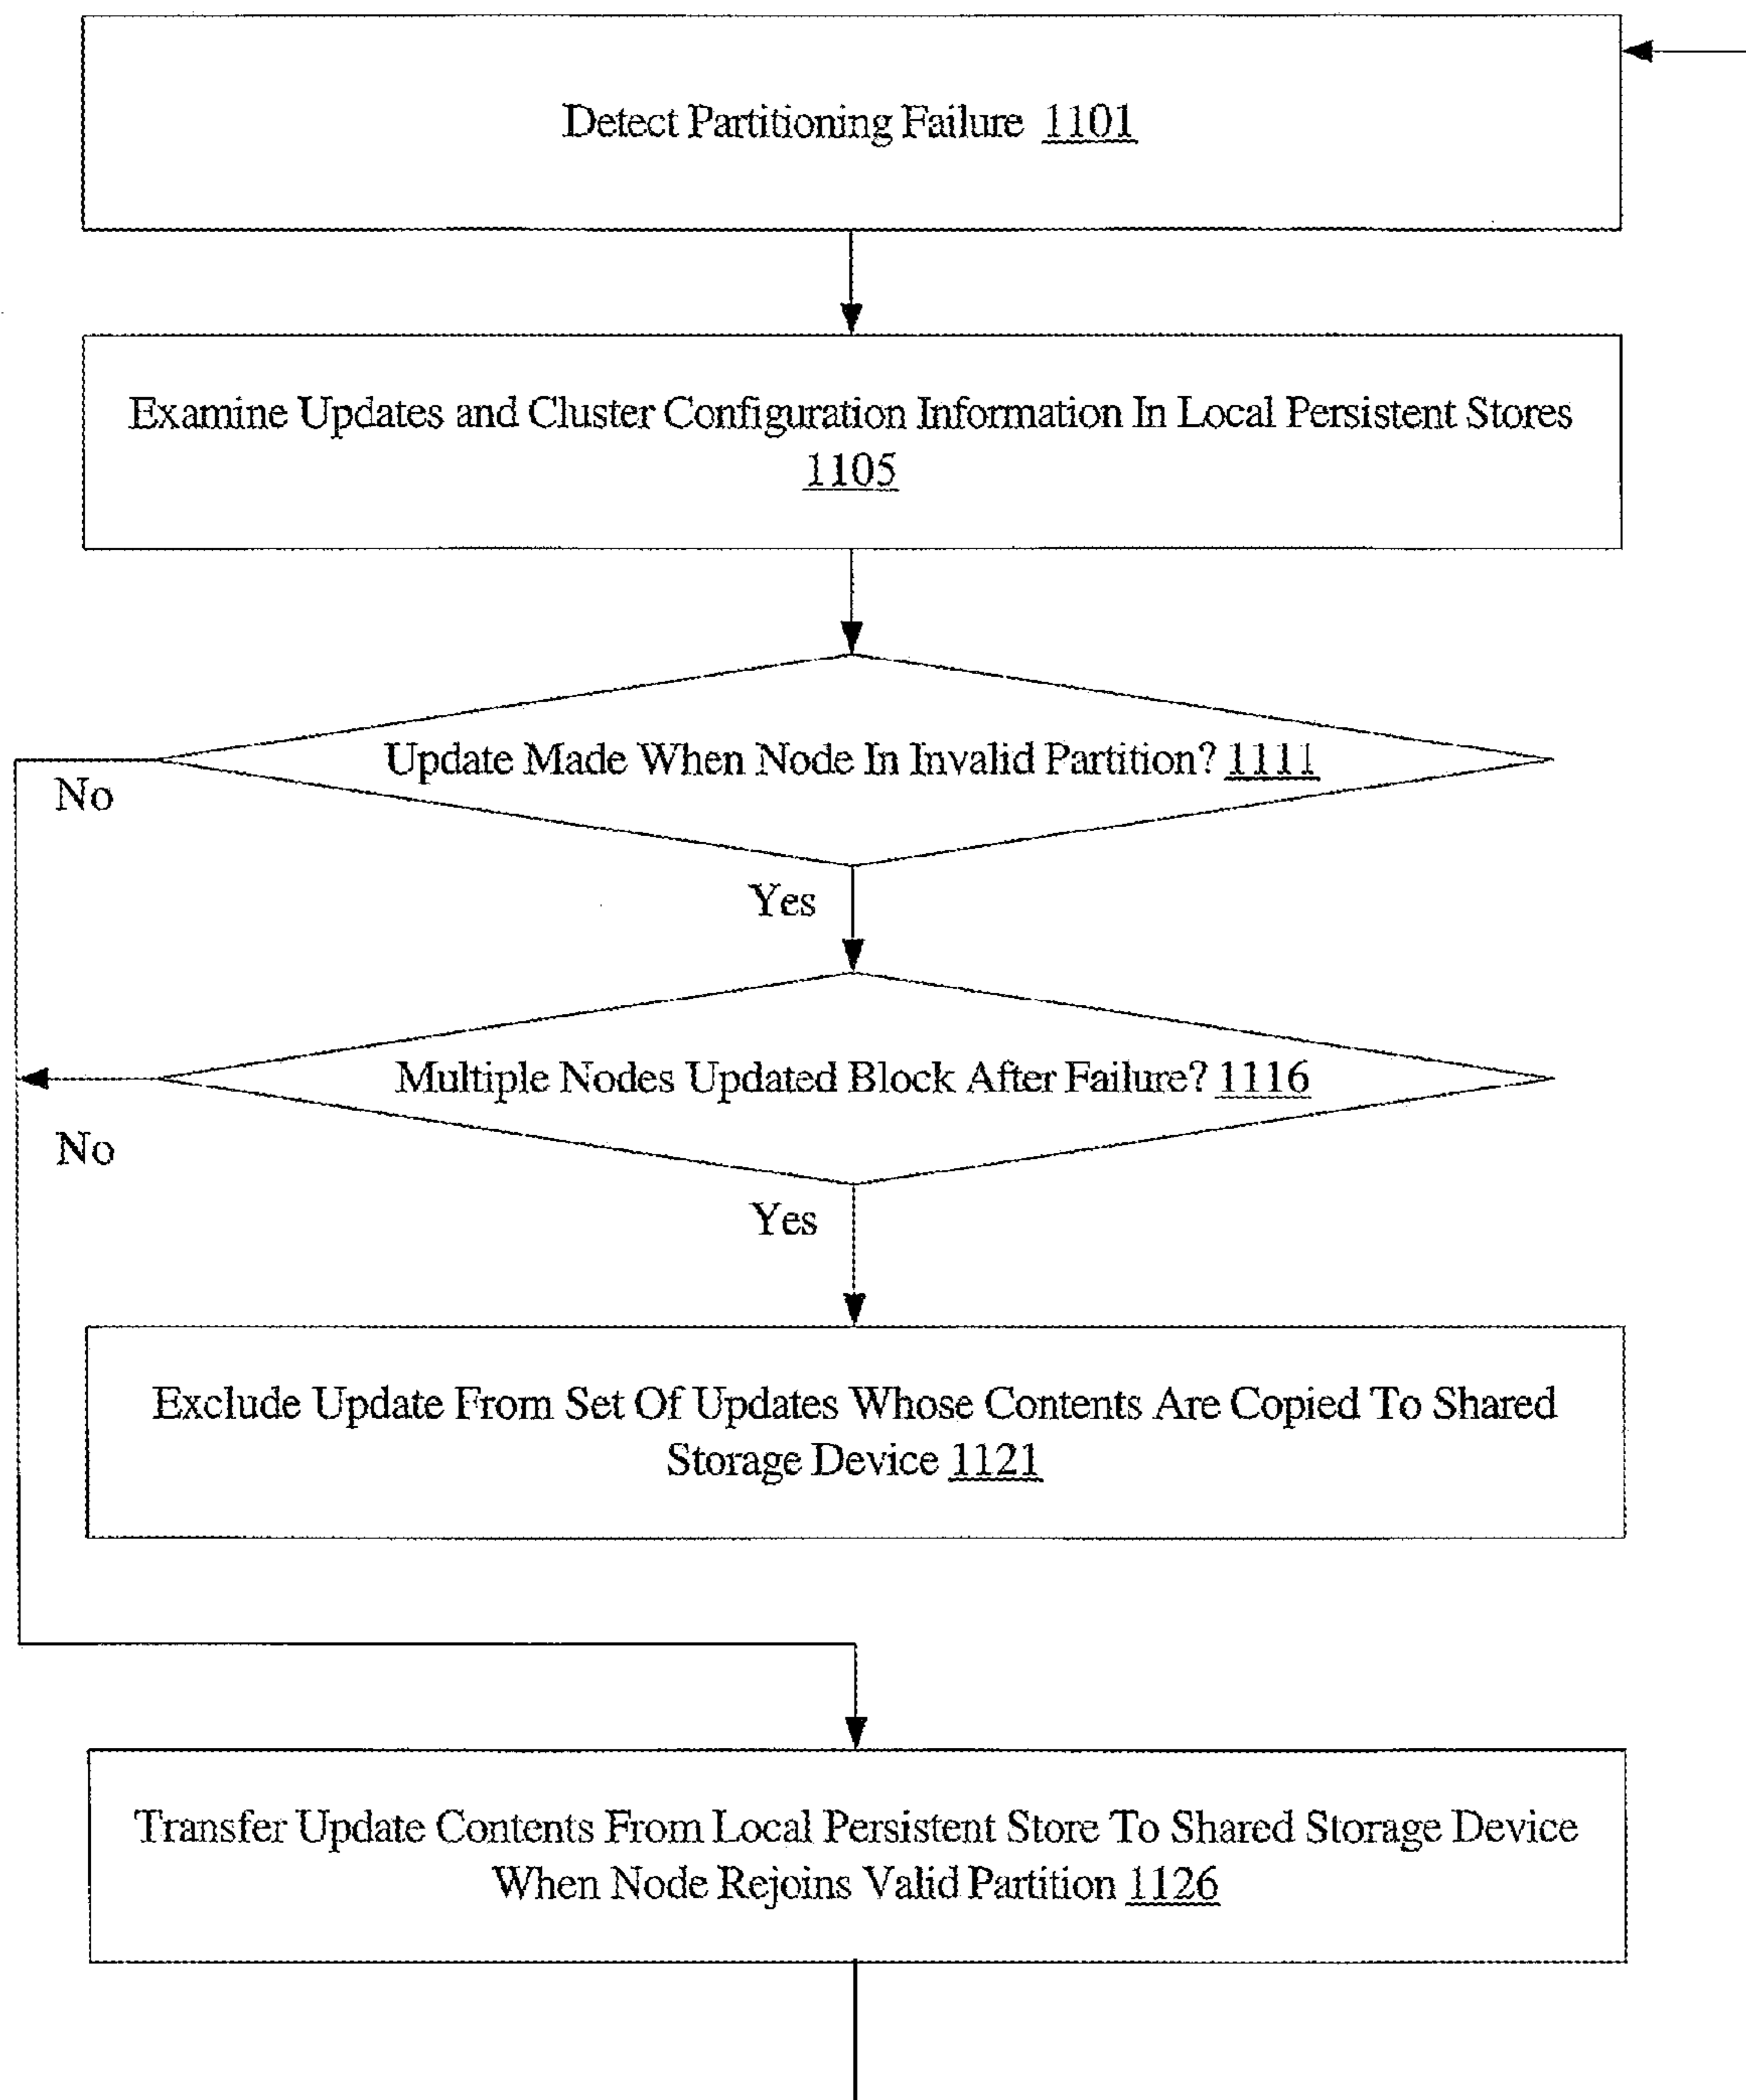 Detect Partitioning Failure 1101
Examine Updates and Cluster Configuration Information In Local Persistent Stores
1105
Update Made When Node In Invalid Partition? 1111
No
Yes
Multiple Nodes Updated Block After Failure? 1116
No
Yes
Exclude Update From Set Of Updates Whose Contents Are Copied To Shared
Storage Device 1121
Transfer Update Contents From Local Persistent Store To Shared Storage Device
When Node Rejoins Valid Partition 1126